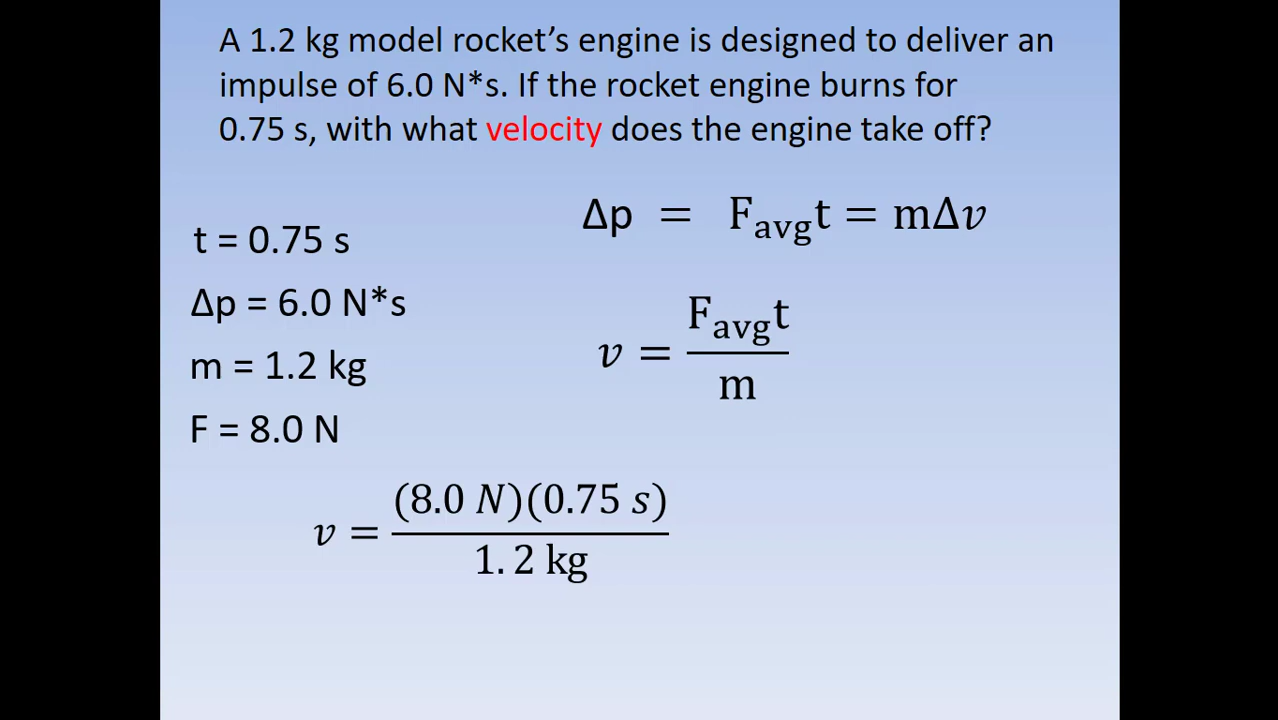 A 1.2 kg model rocket’s engine is designed to deliver an
impulse of 6.0 N*s. If the rocket engine burns for
0.75 s, with what velocity does the engine take off?
Δp = F_avg t = mΔv
t = 0.75 s
Δp = 6.0 N*s
v = F_avg t / m
m = 1.2 kg
F = 8.0 N
v = (8.0 N)(0.75 s) / 1.2 kg